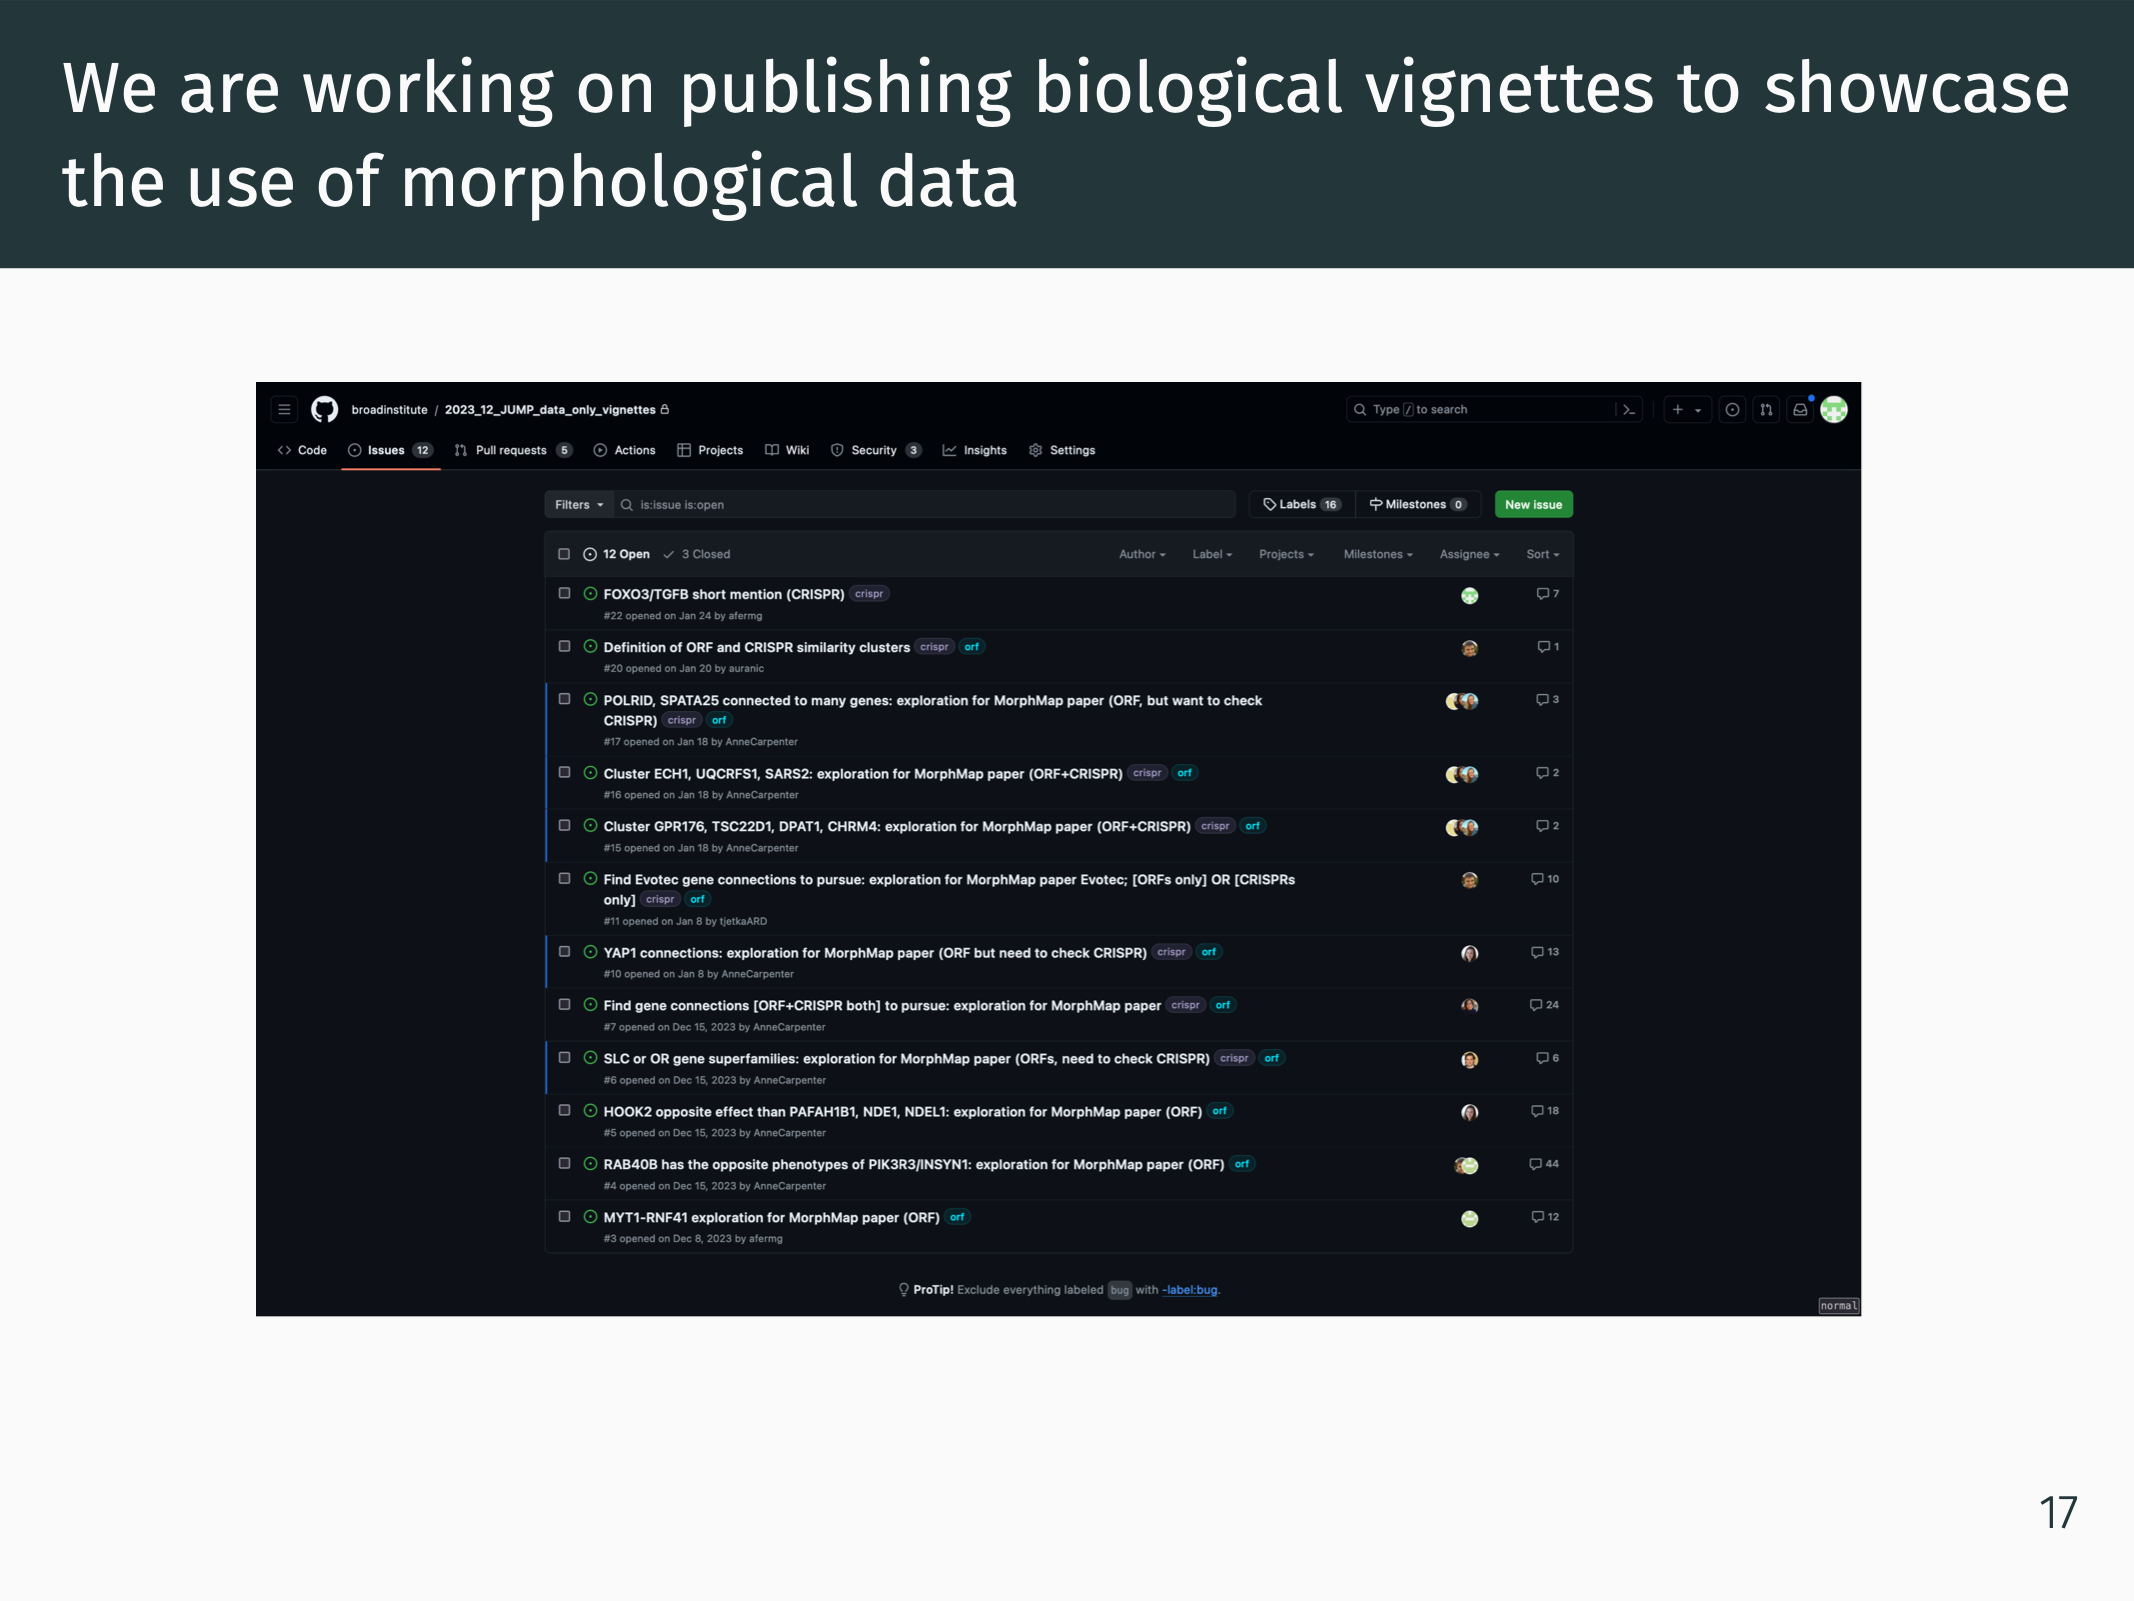 We are working on publishing biological vignettes to showcase
the use of morphological data
broadinstitute / 2023_12_JUMP_data_only_vignettes
Type / to search
Code Issues 12 Pull requests 5 Actions Projects Wiki Security 3 Insights Settings
Filters is:issue is:open Labels 16 Milestones 0 New issue
12 Open 3 Closed Author Label Projects Milestones Assignee Sort
FOXO3/TGFB short mention (CRISPR) crispr 7
#22 opened on Jan 24 by afermg
Definition of ORF and CRISPR similarity clusters crispr orf 1
#20 opened on Jan 20 by auranic
POLRID, SPATA25 connected to many genes: exploration for MorphMap paper (ORF, but want to check 3
CRISPR) crispr orf
#17 opened on Jan 18 by AnneCarpenter
Cluster ECH1, UQCRFS1, SARS2: exploration for MorphMap paper (ORF+CRISPR) crispr orf 2
#16 opened on Jan 18 by AnneCarpenter
Cluster GPR176, TSC22D1, DPAT1, CHRM4: exploration for MorphMap paper (ORF+CRISPR) crispr orf 2
#15 opened on Jan 18 by AnneCarpenter
Find Evotec gene connections to pursue: exploration for MorphMap paper Evotec; [ORFs only] OR [CRISPRs 10
only] crispr orf
#11 opened on Jan 8 by tjetkaARD
YAP1 connections: exploration for MorphMap paper (ORF but need to check CRISPR) crispr orf 13
#10 opened on Jan 8 by AnneCarpenter
Find gene connections [ORF+CRISPR both] to pursue: exploration for MorphMap paper crispr orf 24
#7 opened on Dec 15, 2023 by AnneCarpenter
SLC or OR gene superfamilies: exploration for MorphMap paper (ORFs, need to check CRISPR) crispr orf 6
#6 opened on Dec 15, 2023 by AnneCarpenter
HOOK2 opposite effect than PAFAH1B1, NDE1, NDEL1: exploration for MorphMap paper (ORF) orf 18
#5 opened on Dec 15, 2023 by AnneCarpenter
RAB40B has the opposite phenotypes of PIK3R3/INSYN1: exploration for MorphMap paper (ORF) orf 44
#4 opened on Dec 15, 2023 by AnneCarpenter
MYT1-RNF41 exploration for MorphMap paper (ORF) orf 12
#3 opened on Dec 8, 2023 by afermg
ProTip! Exclude everything labeled bug with -label:bug.
normal
17